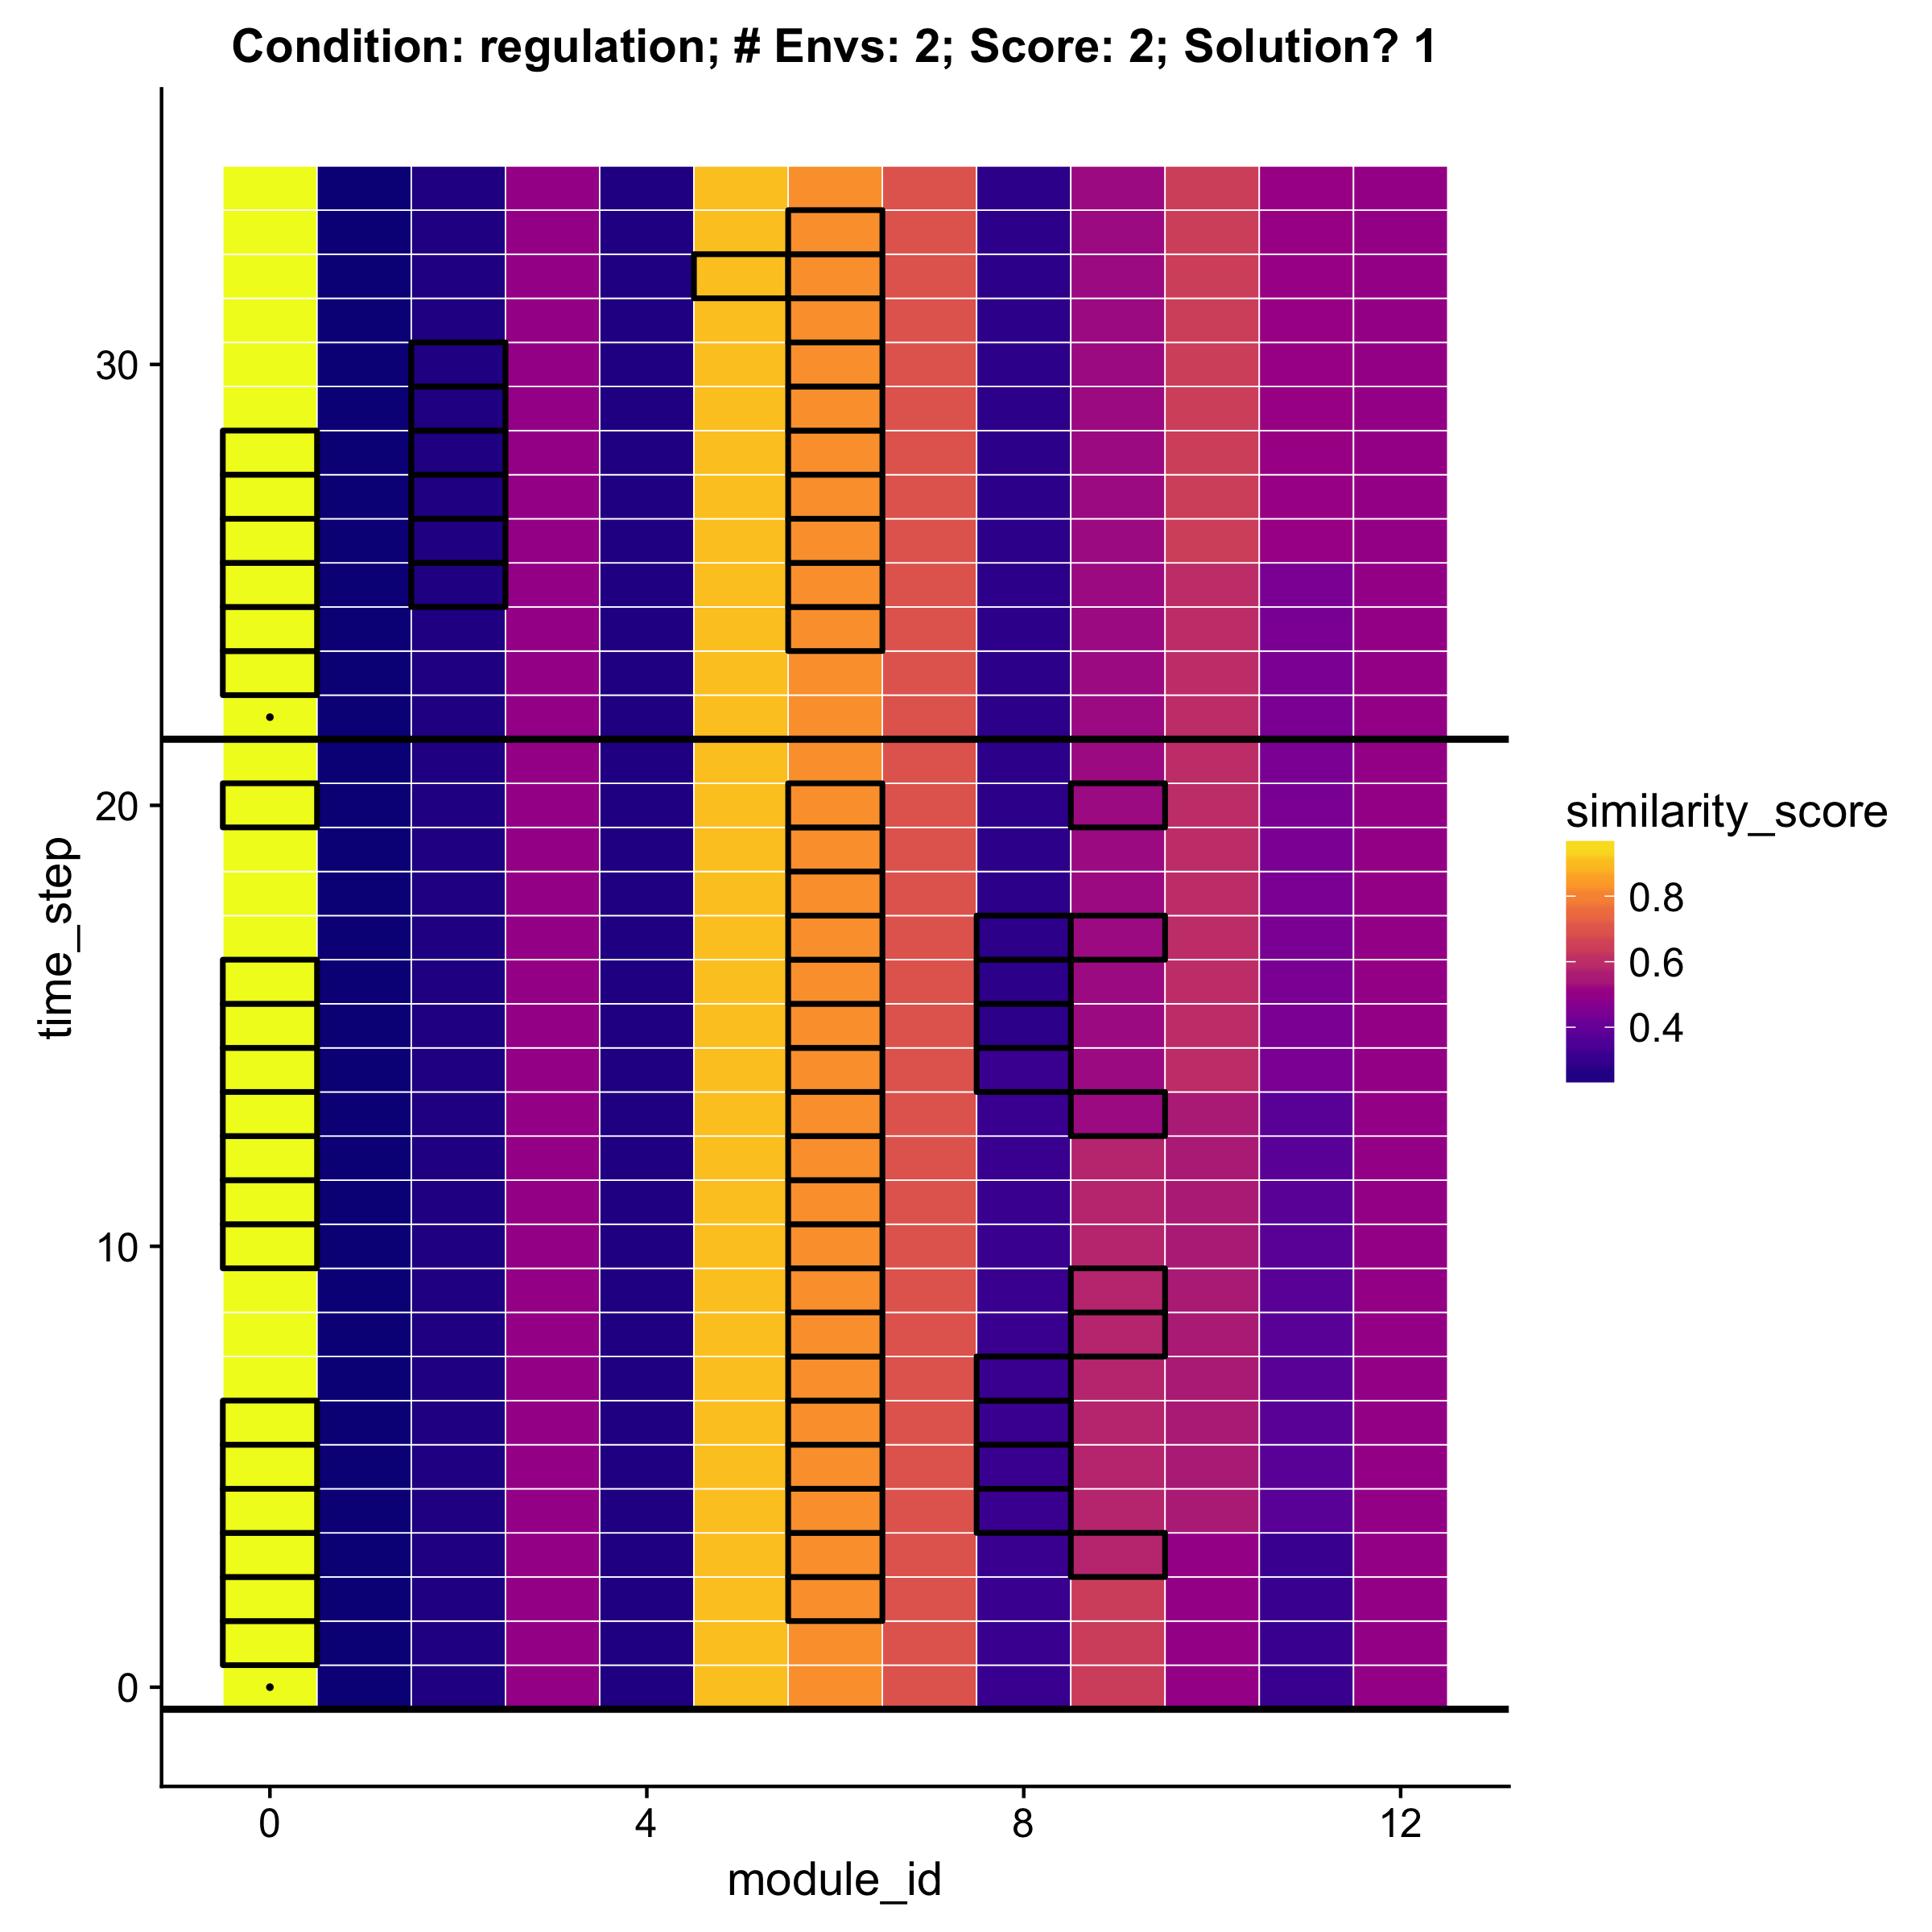 Condition: regulation; # Envs: 2; Score: 2; Solution? 1
30
20
10
0
time_step
0 4 8 12
module_id
similarity_score
0.8
0.6
0.4